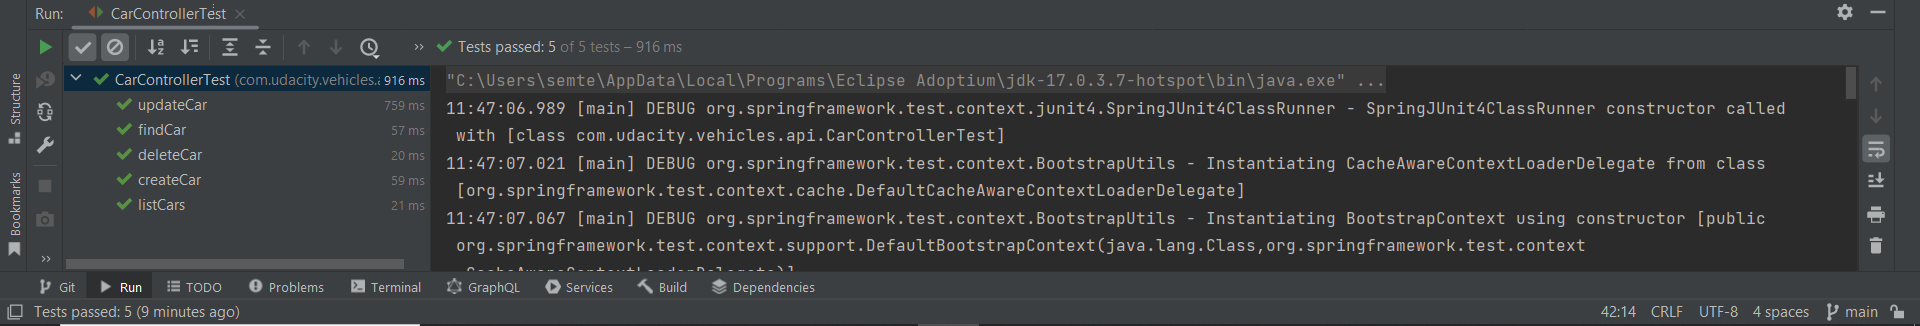 Run: CarControllerTest
Tests passed: 5 of 5 tests – 916 ms
Structure
Bookmarks
CarControllerTest (com.udacity.vehicles.a 916 ms
updateCar 759 ms
findCar 57 ms
deleteCar 20 ms
createCar 59 ms
listCars 21 ms
"C:\Users\semte\AppData\Local\Programs\Eclipse Adoptium\jdk-17.0.3.7-hotspot\bin\java.exe" ...
11:47:06.989 [main] DEBUG org.springframework.test.context.junit4.SpringJUnit4ClassRunner - SpringJUnit4ClassRunner constructor called
with [class com.udacity.vehicles.api.CarControllerTest]
11:47:07.021 [main] DEBUG org.springframework.test.context.BootstrapUtils - Instantiating CacheAwareContextLoaderDelegate from class
[org.springframework.test.context.cache.DefaultCacheAwareContextLoaderDelegate]
11:47:07.067 [main] DEBUG org.springframework.test.context.BootstrapUtils - Instantiating BootstrapContext using constructor [public
org.springframework.test.context.support.DefaultBootstrapContext(java.lang.Class,org.springframework.test.context
.CacheAwareContextLoaderDelegate)]
Git Run TODO Problems Terminal GraphQL Services Build Dependencies
Tests passed: 5 (9 minutes ago) 42:14 CRLF UTF-8 4 spaces main